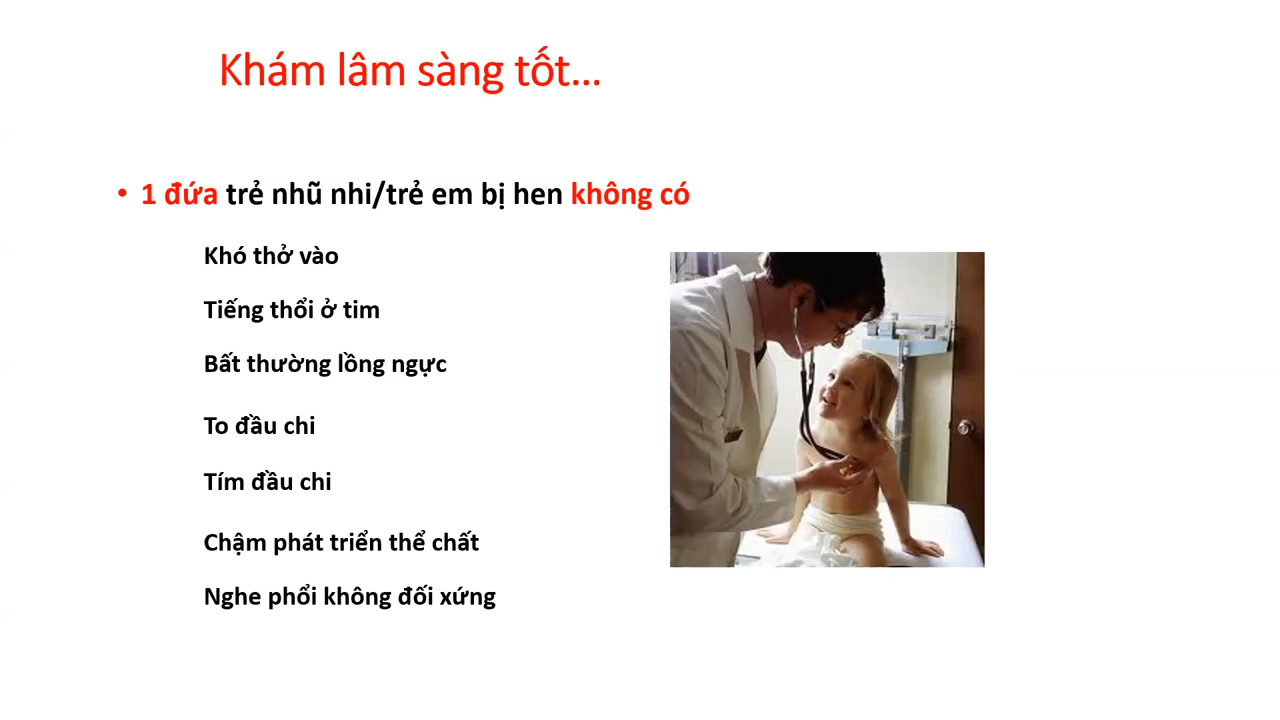 Khám lâm sàng tốt...
• 1 đứa trẻ nhũ nhi/trẻ em bị hen không có
Khó thở vào
Tiếng thổi ở tim
Bất thường lồng ngực
To đầu chi
Tím đầu chi
Chậm phát triển thể chất
Nghe phổi không đối xứng